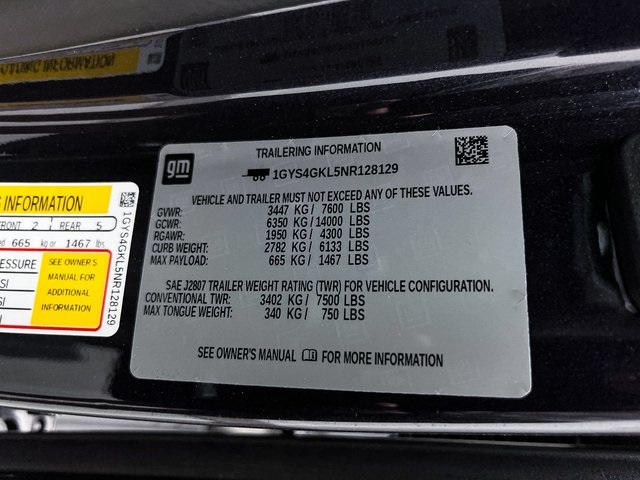 gm
TRAILERING INFORMATION
1GYS4GKL5NR128129
VEHICLE AND TRAILER MUST NOT EXCEED ANY OF THESE VALUES.
GVWR: 3447 KG / 7600 LBS
GCWR: 6350 KG / 14000 LBS
RGAWR: 1950 KG / 4300 LBS
CURB WEIGHT: 2782 KG / 6133 LBS
MAX PAYLOAD: 665 KG / 1467 LBS
SAE J2807 TRAILER WEIGHT RATING (TWR) FOR VEHICLE CONFIGURATION.
CONVENTIONAL TWR: 3402 KG / 7500 LBS
MAX TONGUE WEIGHT: 340 KG / 750 LBS
SEE OWNER'S MANUAL FOR MORE INFORMATION
INFORMATION
FRONT 2 REAR 5
665 kg or 1467 lbs
SEE OWNER'S
MANUAL FOR
ADDITIONAL
INFORMATION
1GYS4GKL5NR128129